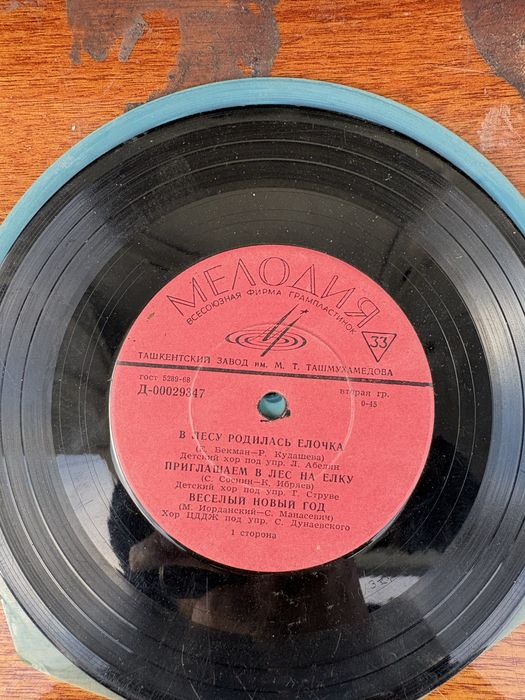 МЕЛОДИЯ
ВСЕСОЮЗНАЯ ФИРМА ГРАМПЛАСТИНОК
33
ТАШКЕНТСКИЙ ЗАВОД им. М. Т. ТАШМУХАМЕДОВА
гост 5289-68
вторая гр.
Д-00029347
0-45
В ЛЕСУ РОДИЛАСЬ ЕЛОЧКА
Бекман—Р. Кудашева)
Детский хор под упр. Л. Абелян
ПРИГЛАШАЕМ В ЛЕС НА ЕЛКУ
(С. Соснин—К. Ибряев)
Детский хор под упр. Г. Струве
ВЕСЕЛЫЙ НОВЫЙ ГОД
(М. Иорданский—С. Манасевич)
Хор ЦДДЖ под упр. С. Дунаевского
1 сторона